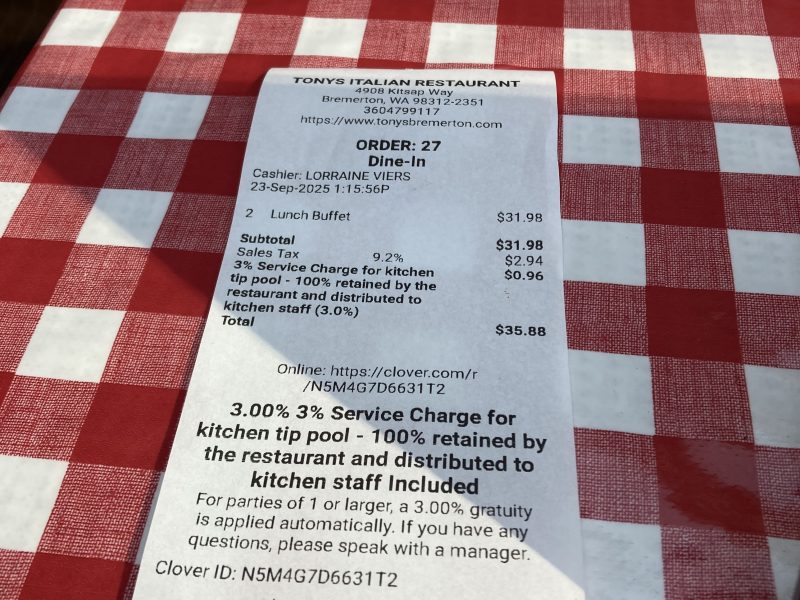 TONYS ITALIAN RESTAURANT
4908 Kitsap Way
Bremerton, WA 98312-2351
3604799117
https://www.tonysbremerton.com
ORDER: 27
Dine-In
Cashier: LORRAINE VIERS
23-Sep-2025 1:15:56P
2 Lunch Buffet $31.98
Subtotal $31.98
Sales Tax 9.2% $2.94
3% Service Charge for kitchen $0.96
tip pool - 100% retained by the
restaurant and distributed to
kitchen staff (3.0%)
Total $35.88
Online: https://clover.com/r
/N5M4G7D6631T2
3.00% 3% Service Charge for
kitchen tip pool - 100% retained by
the restaurant and distributed to
kitchen staff Included
For parties of 1 or larger, a 3.00% gratuity
is applied automatically. If you have any
questions, please speak with a manager.
Clover ID: N5M4G7D6631T2